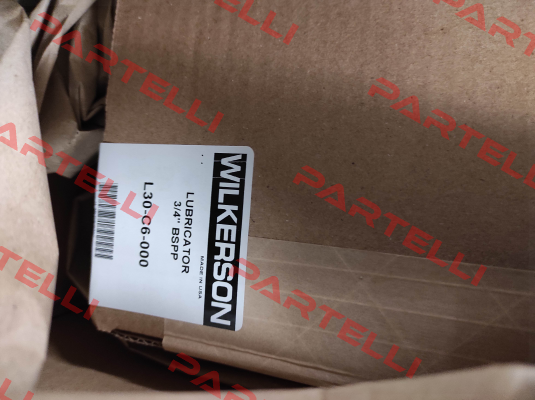 WILKERSON
MADE IN USA
LUBRICATOR
3/4" BSPP
L30-C6-000
PARTELLI
PARTELLI
PARTELLI
PARTELLI
PARTELLI
PARTELLI
PARTELLI